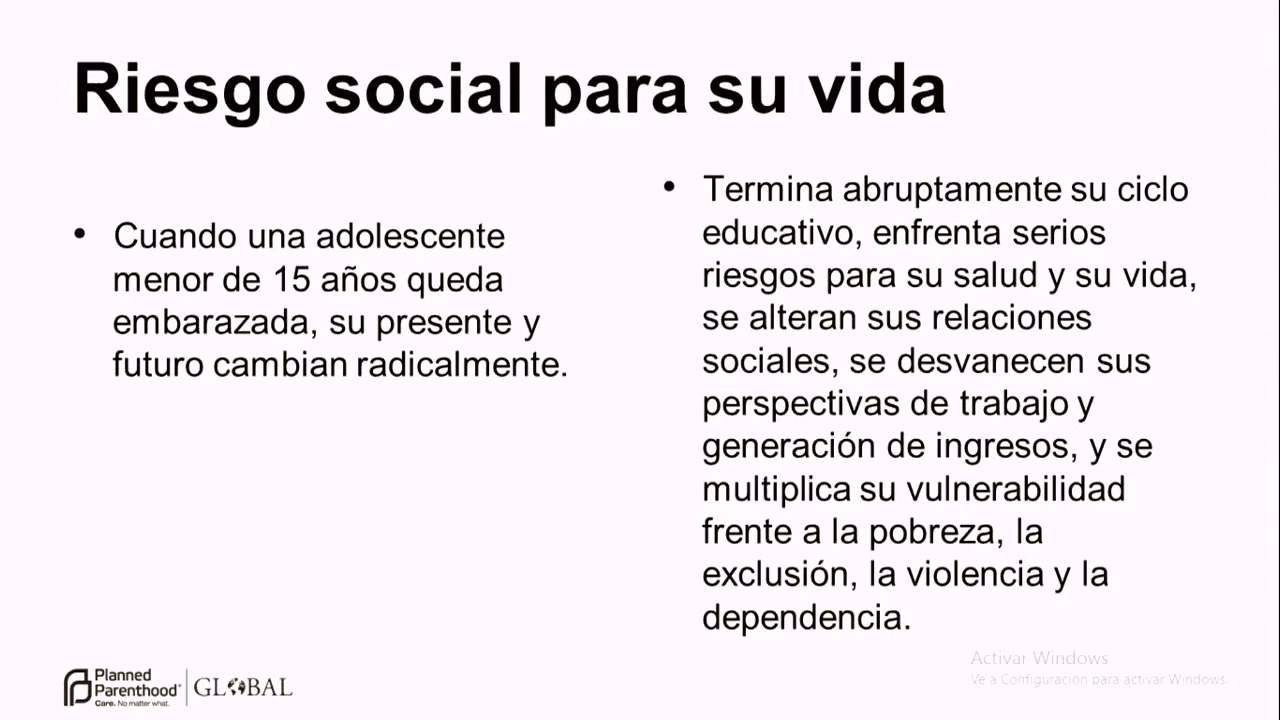 Riesgo social para su vida
• Cuando una adolescente
menor de 15 años queda
embarazada, su presente y
futuro cambian radicalmente.
• Termina abruptamente su ciclo
educativo, enfrenta serios
riesgos para su salud y su vida,
se alteran sus relaciones
sociales, se desvanecen sus
perspectivas de trabajo y
generación de ingresos, y se
multiplica su vulnerabilidad
frente a la pobreza, la
exclusión, la violencia y la
dependencia.
Planned
Parenthood
Care. No matter what.
GLOBAL
Activar Windows
Ve a Configuración para activar Windows.